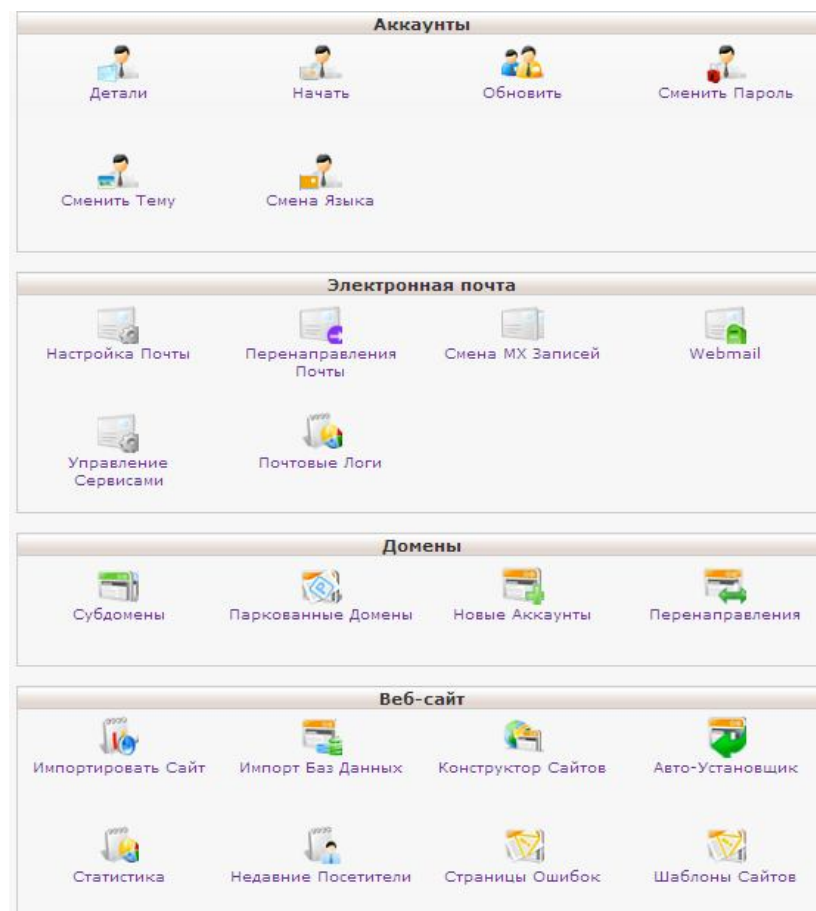 Аккаунты
Детали
Начать
Обновить
Сменить Пароль
Сменить Тему
Смена Языка
Электронная почта
Настройка Почты
Перенаправления
Почты
Смена MX Записей
Webmail
Управление
Сервисами
Почтовые Логи
Домены
Субдомены
Паркованные Домены
Новые Аккаунты
Перенаправления
Веб-сайт
Импортировать Сайт
Импорт Баз Данных
Конструктор Сайтов
Авто-Установщик
Статистика
Недавние Посетители
Страницы Ошибок
Шаблоны Сайтов